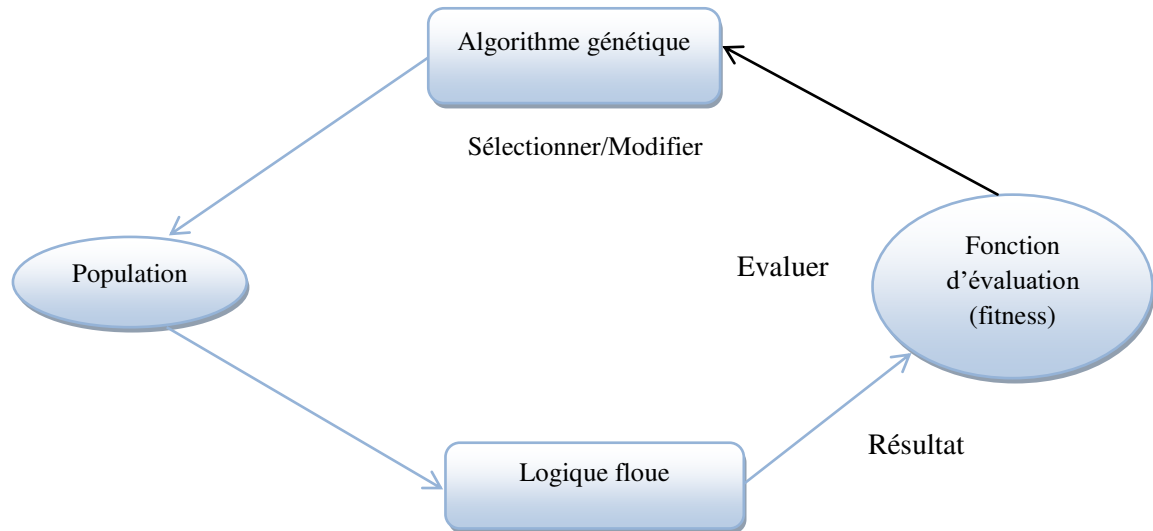 Algorithme génétique
Sélectionner/Modifier
Population
Evaluer
Fonction
d’évaluation
(fitness)
Résultat
Logique floue